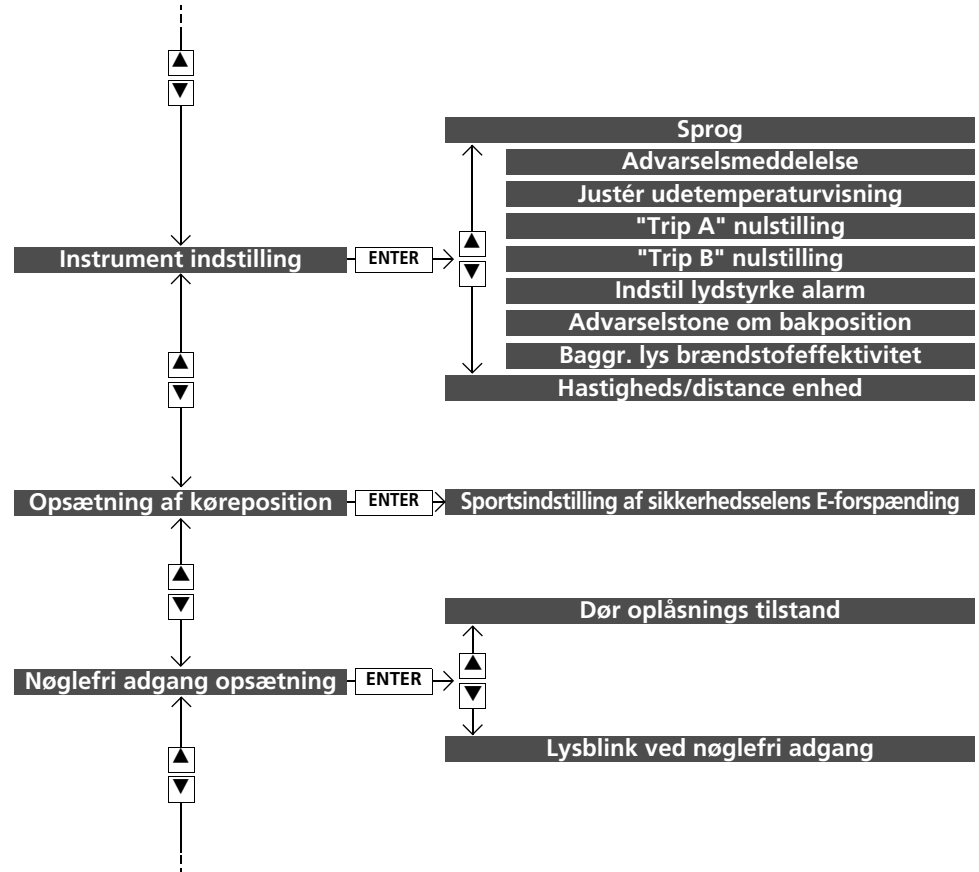 Sprog
Advarselsmeddelelse
Justér udetemperaturvisning
"Trip A" nulstilling
Instrument indstilling
ENTER
"Trip B" nulstilling
Indstil lydstyrke alarm
Advarselstone om bakposition
Baggr. lys brændstofeffektivitet
Hastigheds/distance enhed
Opsætning af køreposition
ENTER
Sportsindstilling af sikkerhedsselens E-forspænding
Dør oplåsnings tilstand
Nøglefri adgang opsætning
ENTER
Lysblink ved nøglefri adgang